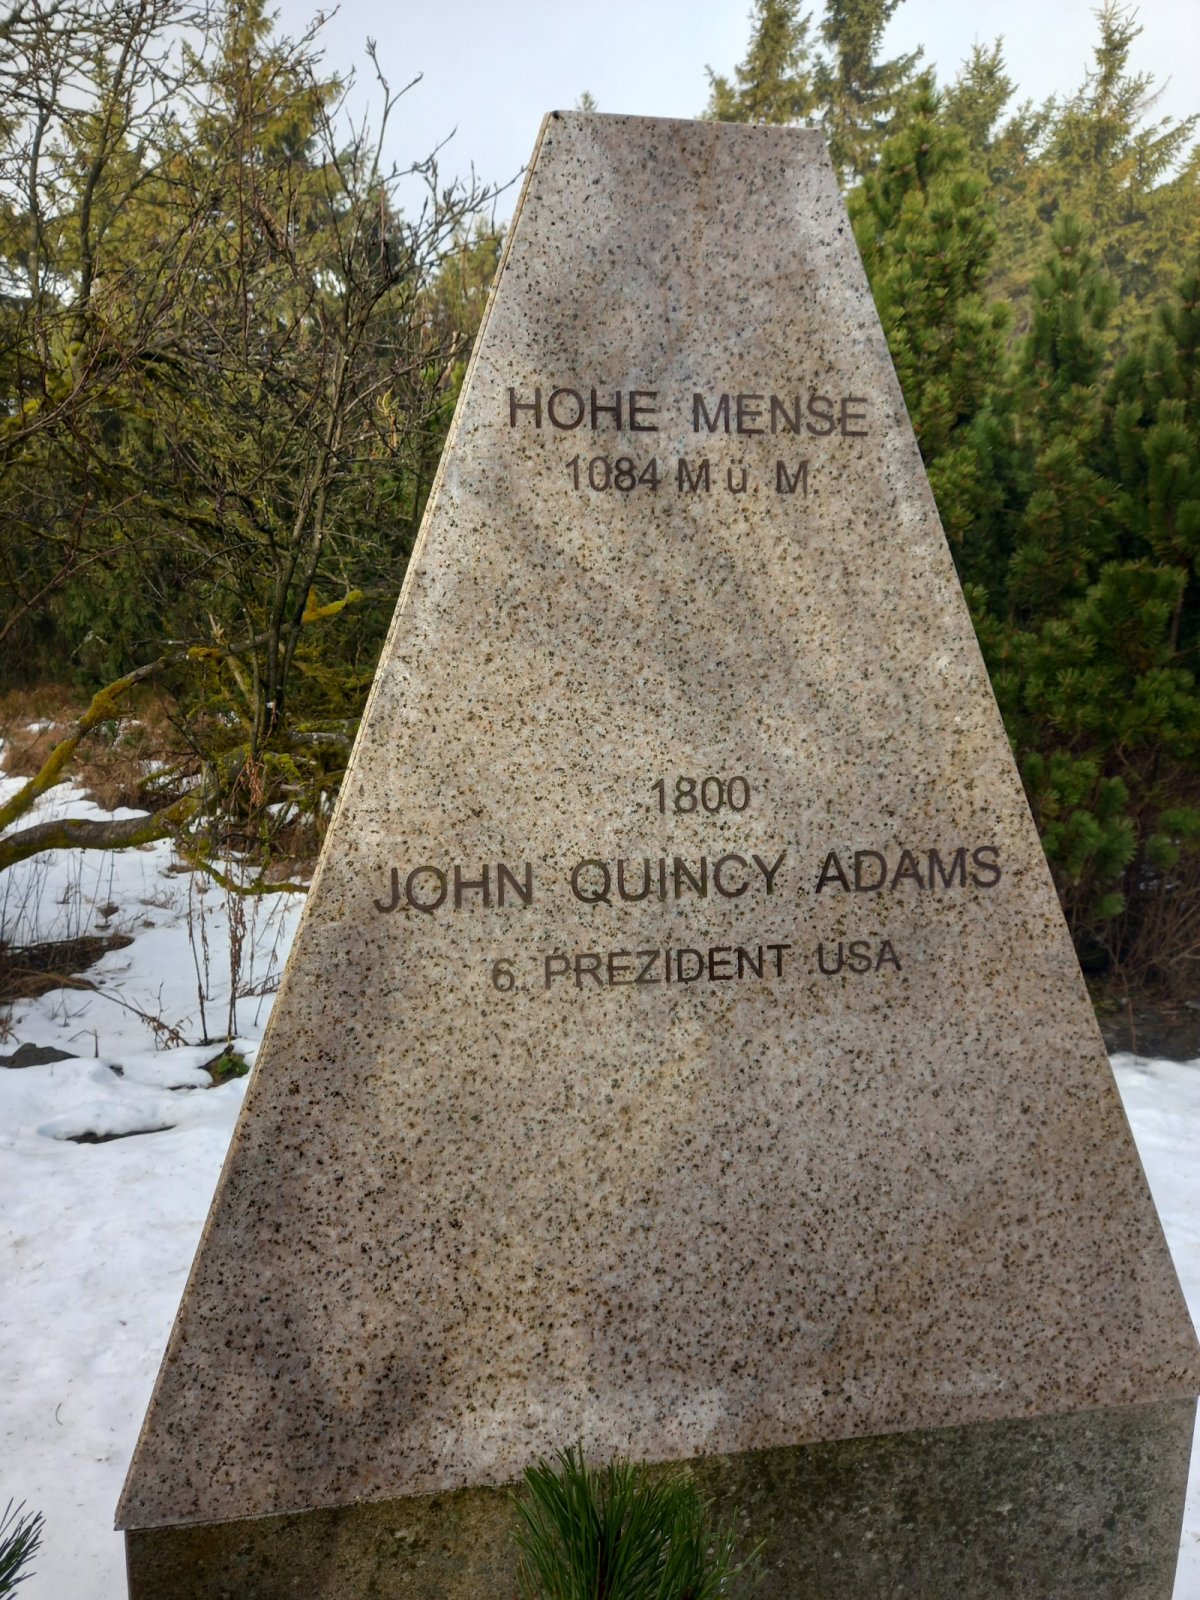 HOHE MENSE
1084 M ü. M.
1800
JOHN QUINCY ADAMS
6. PREZIDENT USA